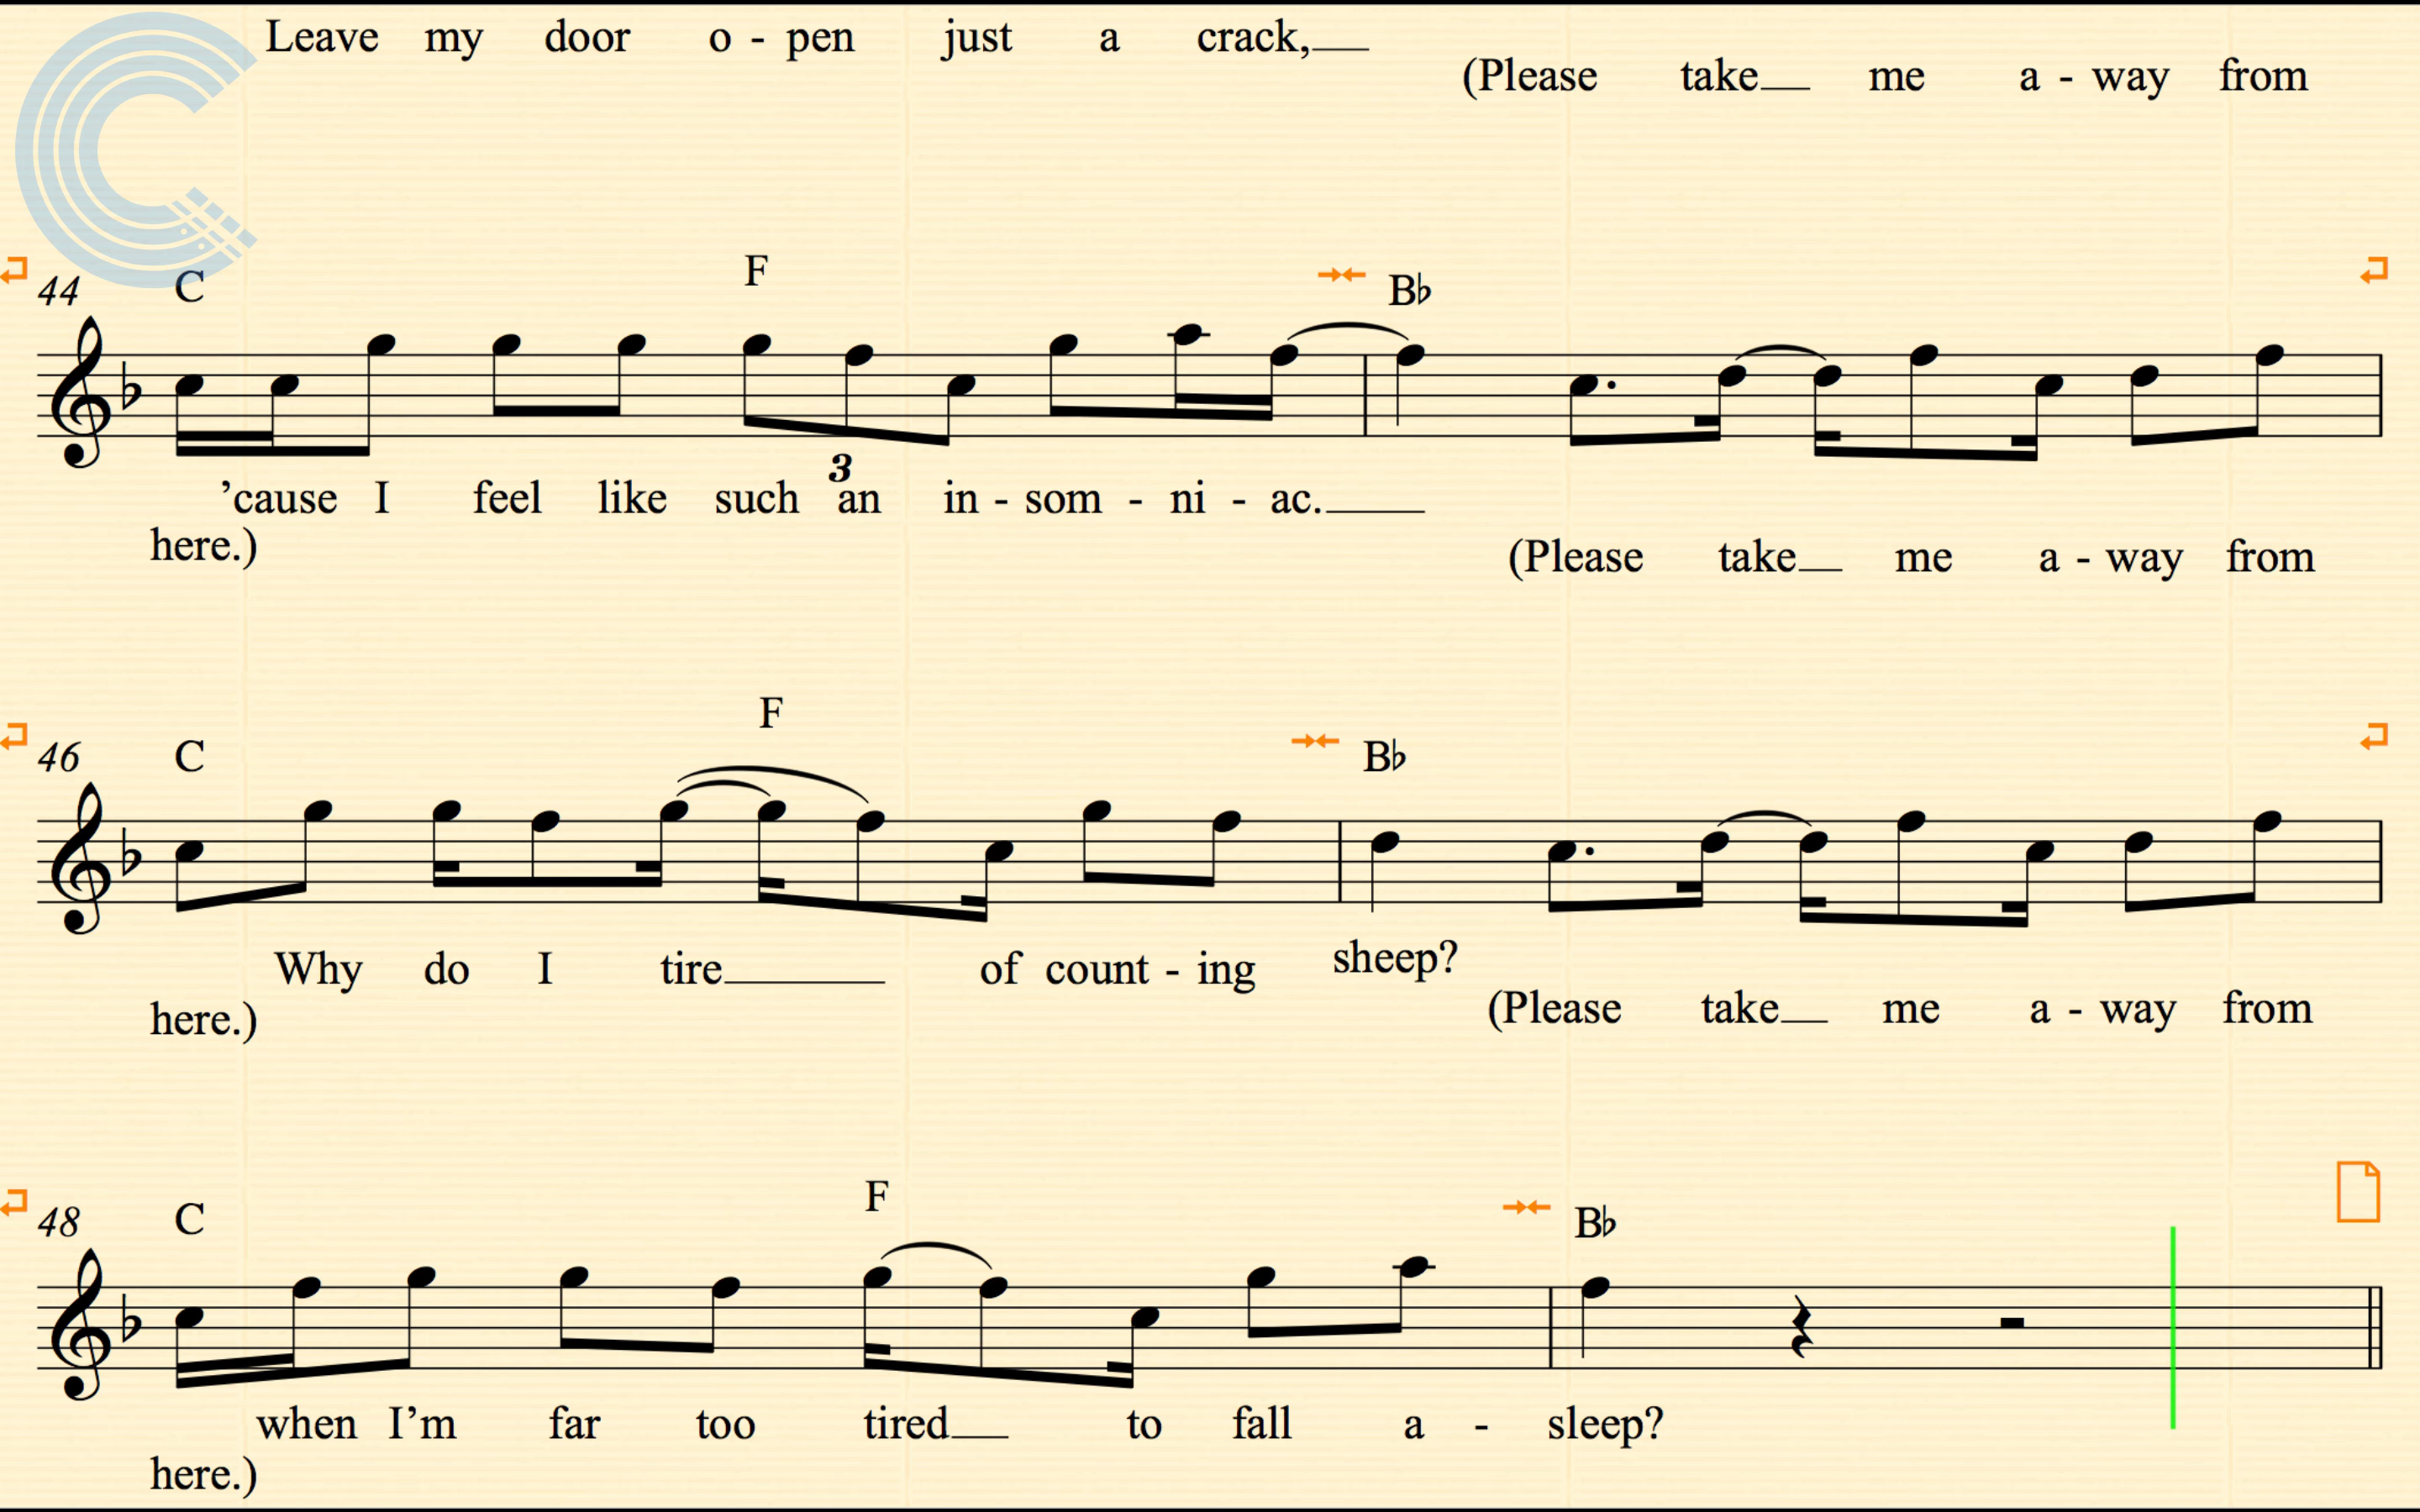 Leave my door o - pen just a crack,
(Please take me a - way from
44 C F B♭
3
'cause I feel like such an in - som - ni - ac.
here.) (Please take me a - way from
46 C F B♭
Why do I tire of count - ing sheep?
here.) (Please take me a - way from
48 C F B♭
when I'm far too tired to fall a - sleep?
here.)